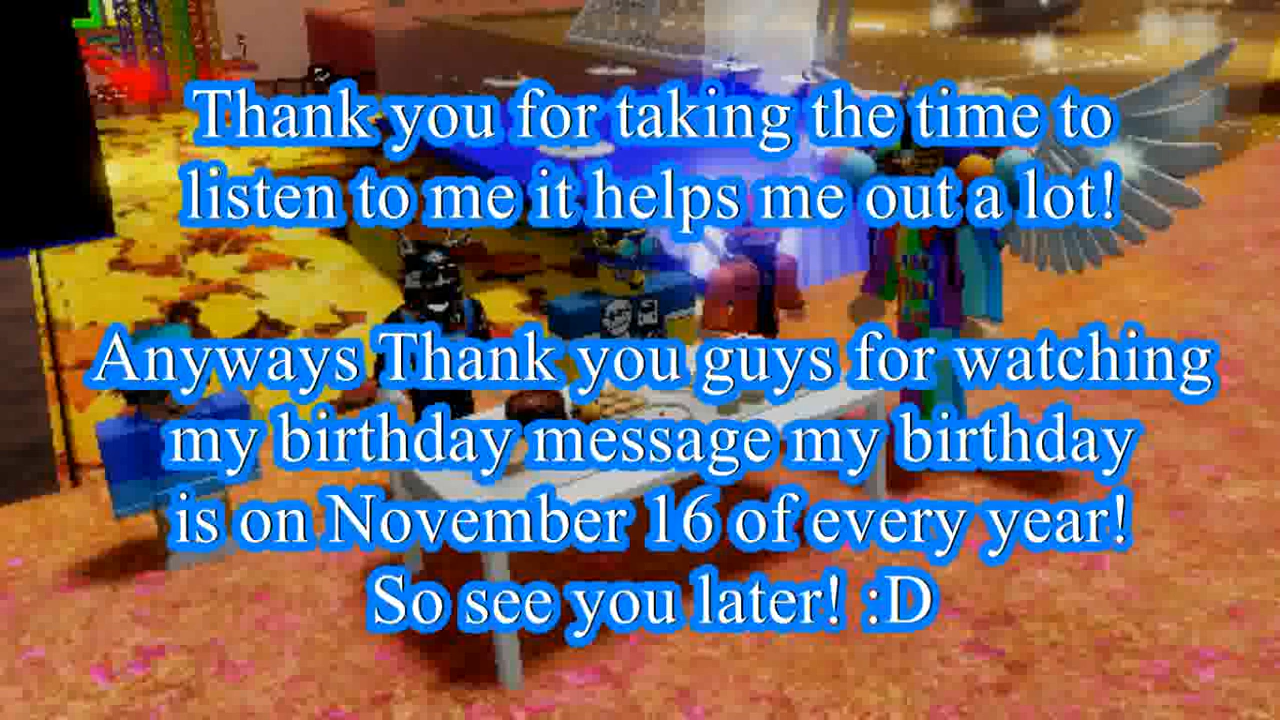 Thank you for taking the time to
listen to me it helps me out a lot!
Anyways Thank you guys for watching
my birthday message my birthday
is on November 16 of every year!
So see you later! :D